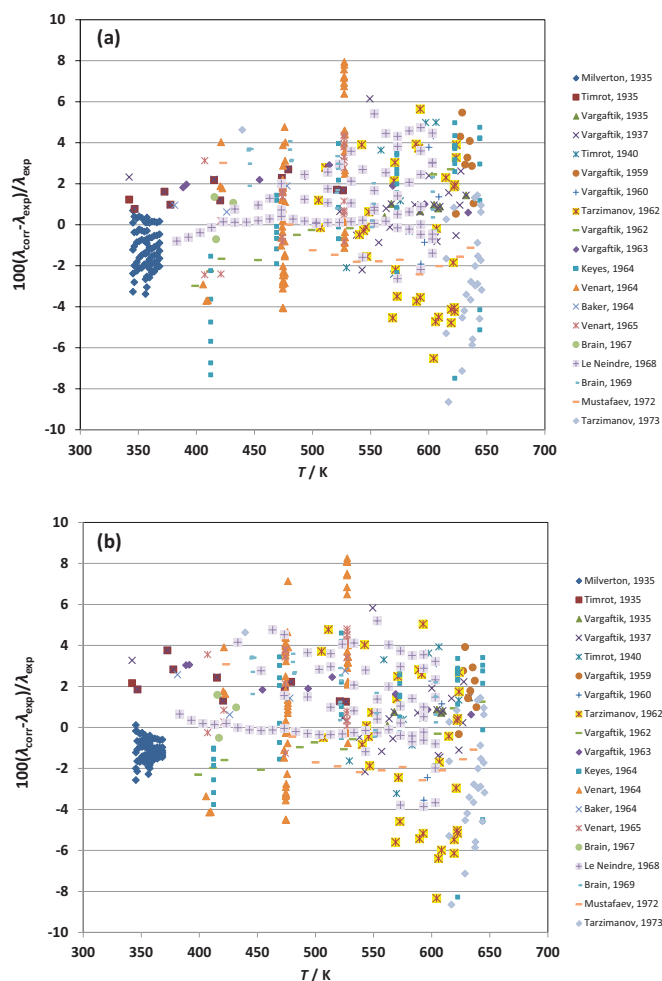 (a)
100(λcorr-λexp)/λexp
10
8
6
4
2
0
-2
-4
-6
-8
-10
300 350 400 450 500 550 600 650 700
T / K
Milverton, 1935
Timrot, 1935
Vargaftik, 1935
Vargaftik, 1937
Timrot, 1940
Vargaftik, 1959
Vargaftik, 1960
Tarzimanov, 1962
Vargaftik, 1962
Vargaftik, 1963
Keyes, 1964
Venart, 1964
Baker, 1964
Venart, 1965
Brain, 1967
Le Neindre, 1968
Brain, 1969
Mustafaev, 1972
Tarzimanov, 1973
(b)
100(λcorr-λexp)/λexp
10
8
6
4
2
0
-2
-4
-6
-8
-10
300 350 400 450 500 550 600 650 700
T / K
Milverton, 1935
Timrot, 1935
Vargaftik, 1935
Vargaftik, 1937
Timrot, 1940
Vargaftik, 1959
Vargaftik, 1960
Tarzimanov, 1962
Vargaftik, 1962
Vargaftik, 1963
Keyes, 1964
Venart, 1964
Baker, 1964
Venart, 1965
Brain, 1967
Le Neindre, 1968
Brain, 1969
Mustafaev, 1972
Tarzimanov, 1973